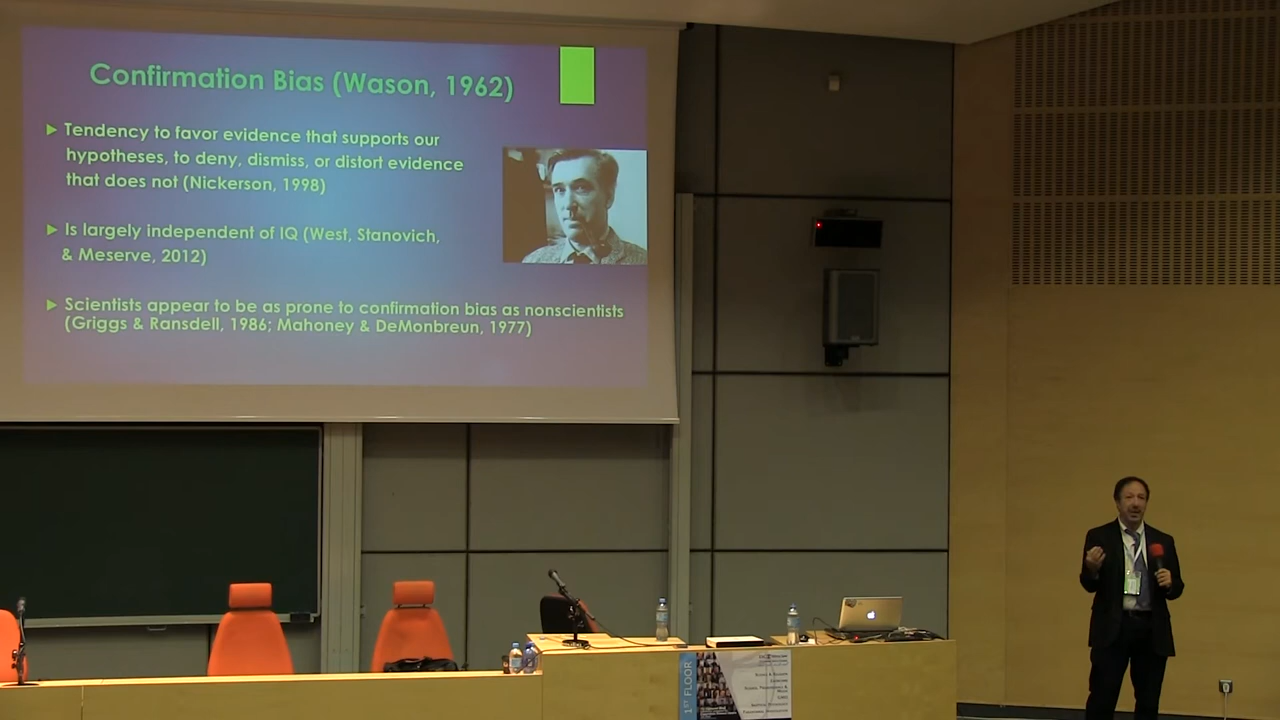 Confirmation Bias (Wason, 1962)
Tendency to favor evidence that supports our
hypotheses, to deny, dismiss, or distort evidence
that does not (Nickerson, 1998)
Is largely independent of IQ (West, Stanovich,
& Meserve, 2012)
Scientists appear to be as prone to confirmation bias as nonscientists
(Griggs & Ransdell, 1986; Mahoney & DeMonbreun, 1977)
1ST FLOOR